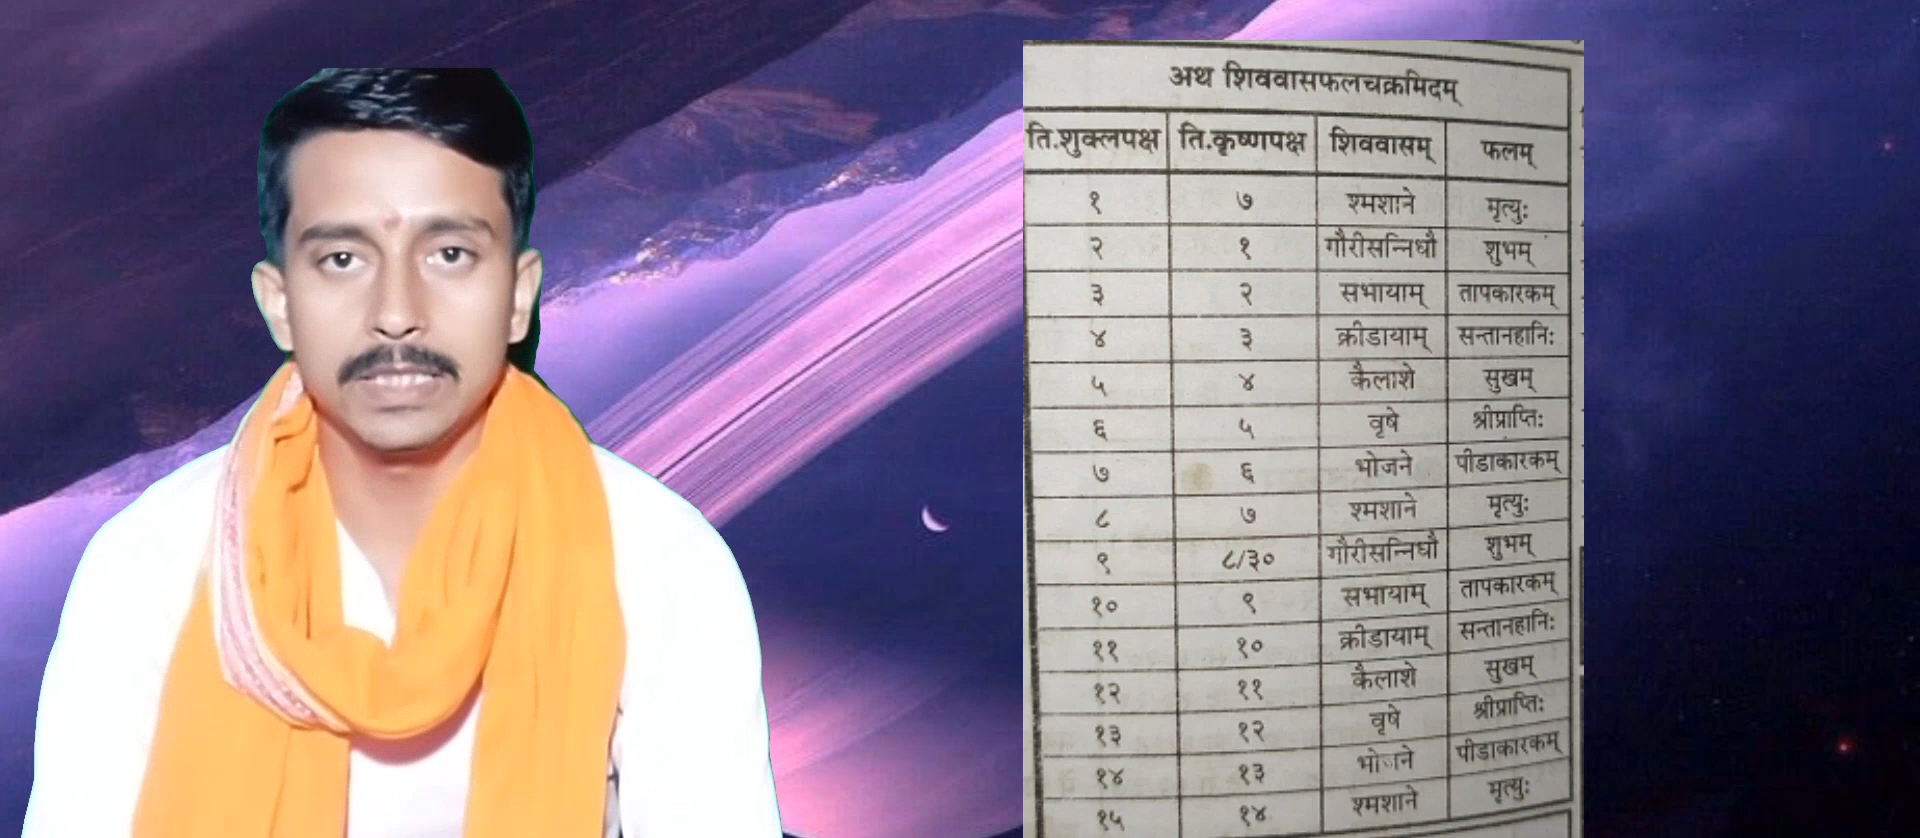 अथ शिववासफलचक्रमिदम्
ति.शुक्लपक्ष ति.कृष्णपक्ष शिववासम् फलम्
१ ७ श्मशाने मृत्युः
२ १ गौरीसन्निधौ शुभम्
३ २ सभायाम् तापकारकम्
४ ३ क्रीडायाम् सन्तानहानिः
५ ४ कैलाशे सुखम्
६ ५ वृषे श्रीप्राप्तिः
७ ६ भोजने पीडाकारकम्
८ ७ श्मशाने मृत्युः
९ ८/३० गौरीसन्निधौ शुभम्
१० ९ सभायाम् तापकारकम्
११ १० क्रीडायाम् सन्तानहानिः
१२ ११ कैलाशे सुखम्
१३ १२ वृषे श्रीप्राप्तिः
१४ १३ भोजने पीडाकारकम्
१५ १४ श्मशाने मृत्युः